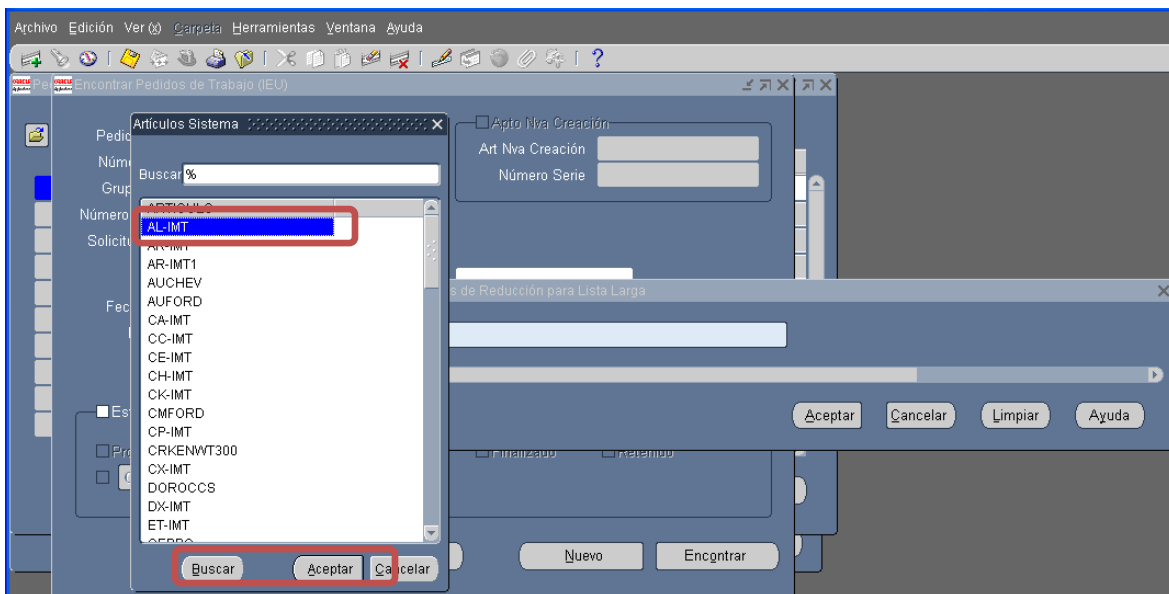 Archivo Edición Ver (x) Carpeta Herramientas Ventana Ayuda
Encontrar Pedidos de Trabajo (IEU)
Artículos Sistema
Apto Nva Creación
Art Nva Creación
Número Serie
Buscar %
ARTICULO
AL-IMT
AR-IMT
AR-IMT1
AUCHEV
AUFORD
CA-IMT
CC-IMT
CE-IMT
CH-IMT
CK-IMT
CMFORD
CP-IMT
CRKENWT300
CX-IMT
DOROCCS
DX-IMT
ET-IMT
Número
s de Reducción para Lista Larga
Aceptar Cancelar Limpiar Ayuda
Finalizado Retenido
Buscar Aceptar Cancelar
Nuevo Encontrar